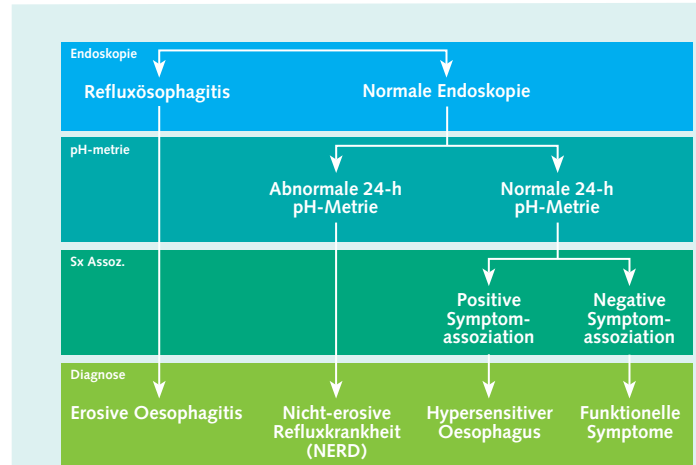 Endoskopie
Refluxösophagitis
Normale Endoskopie
pH-metrie
Abnormale 24-h
pH-Metrie
Normale 24-h
pH-Metrie
Sx Assoz.
Positive
Symptom-
assoziation
Negative
Symptom-
assoziation
Diagnose
Erosive Oesophagitis
Nicht-erosive
Refluxkrankheit
(NERD)
Hypersensitiver
Oesophagus
Funktionelle
Symptome